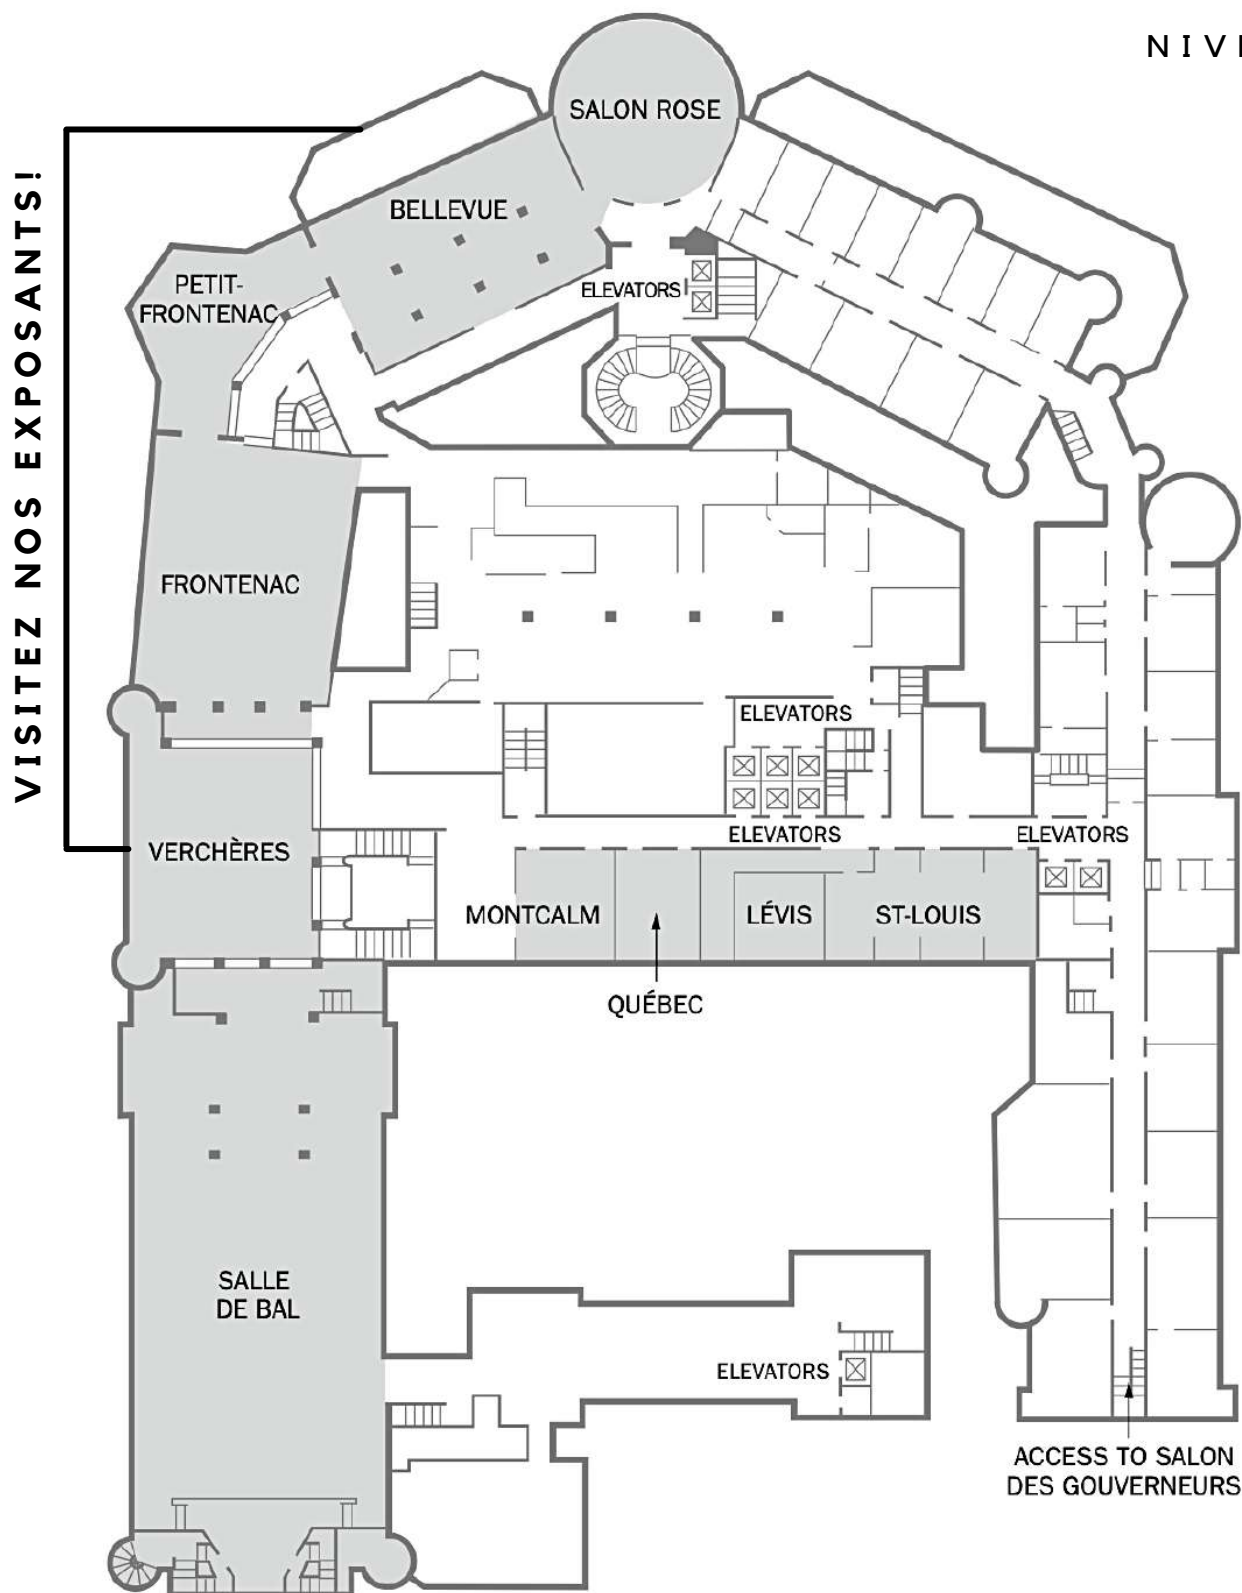 NIV
SALON ROSE
BELLEVUE
PETIT-
FRONTENAC
ELEVATORS
VISITEZ NOS EXPOSANTS!
FRONTENAC
ELEVATORS
ELEVATORS
ELEVATORS
VERCHÈRES
MONTCALM
LÉVIS
ST-LOUIS
QUÉBEC
SALLE
DE BAL
ELEVATORS
ACCESS TO SALON
DES GOUVERNEURS